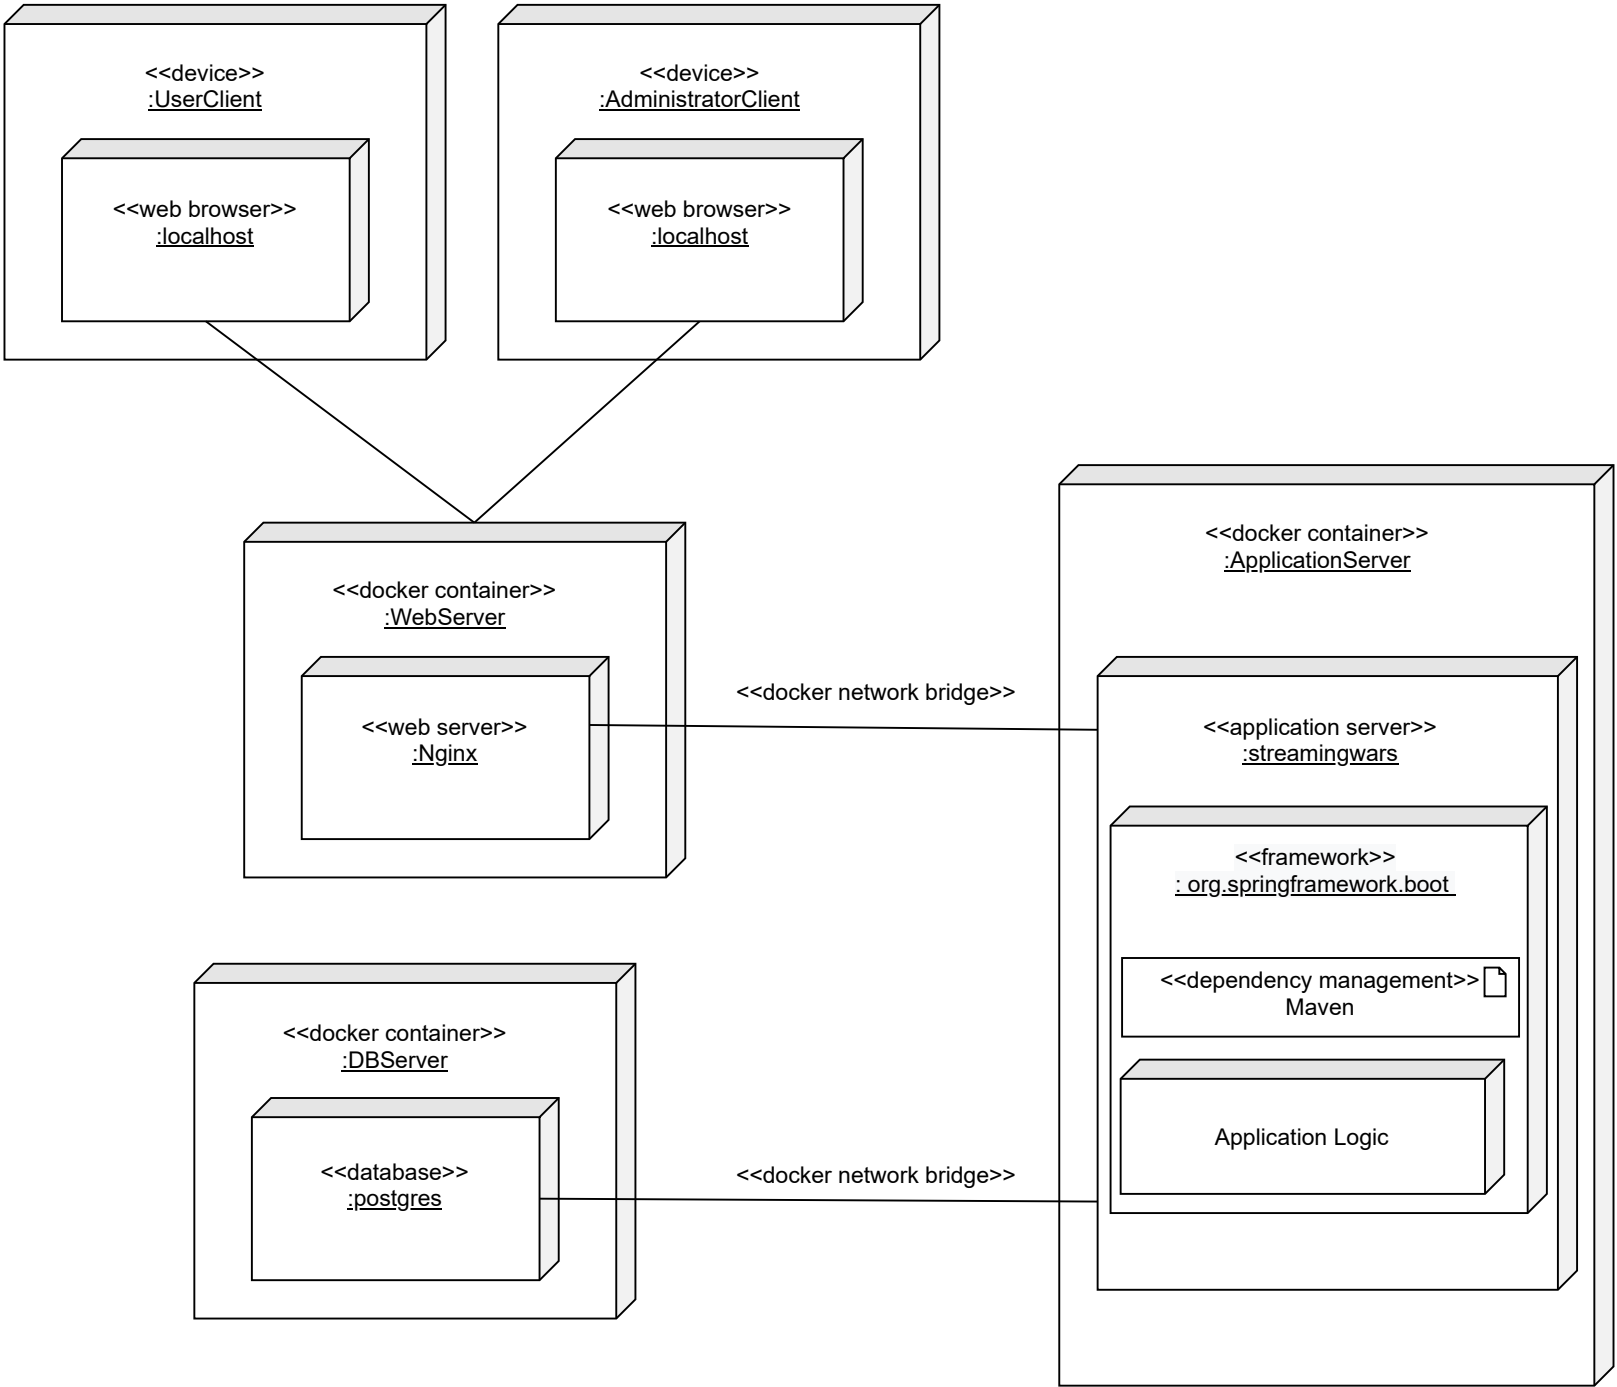 <<device>>
:UserClient
<<web browser>>
:localhost
<<device>>
:AdministratorClient
<<web browser>>
:localhost
<<docker container>>
:WebServer
<<web server>>
:Nginx
<<docker network bridge>>
<<docker container>>
:ApplicationServer
<<application server>>
:streamingwars
<<framework>>
: org.springframework.boot
<<dependency management>>
Maven
Application Logic
<<docker container>>
:DBServer
<<database>>
:postgres
<<docker network bridge>>